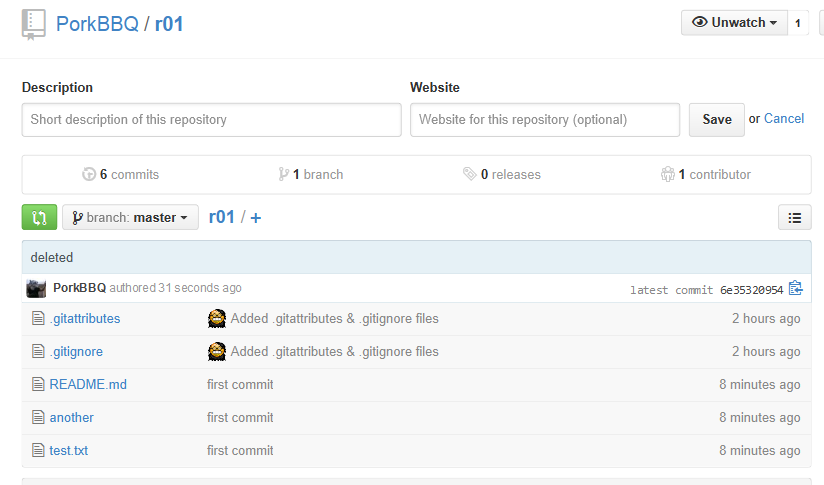 PorkBBQ / r01
Unwatch 1
Description Website
Short description of this repository Website for this repository (optional) Save or Cancel
6 commits 1 branch 0 releases 1 contributor
branch: master r01 / +
deleted
PorkBBQ authored 31 seconds ago latest commit 6e35320954
.gitattributes Added .gitattributes & .gitignore files 2 hours ago
.gitignore Added .gitattributes & .gitignore files 2 hours ago
README.md first commit 8 minutes ago
another first commit 8 minutes ago
test.txt first commit 8 minutes ago